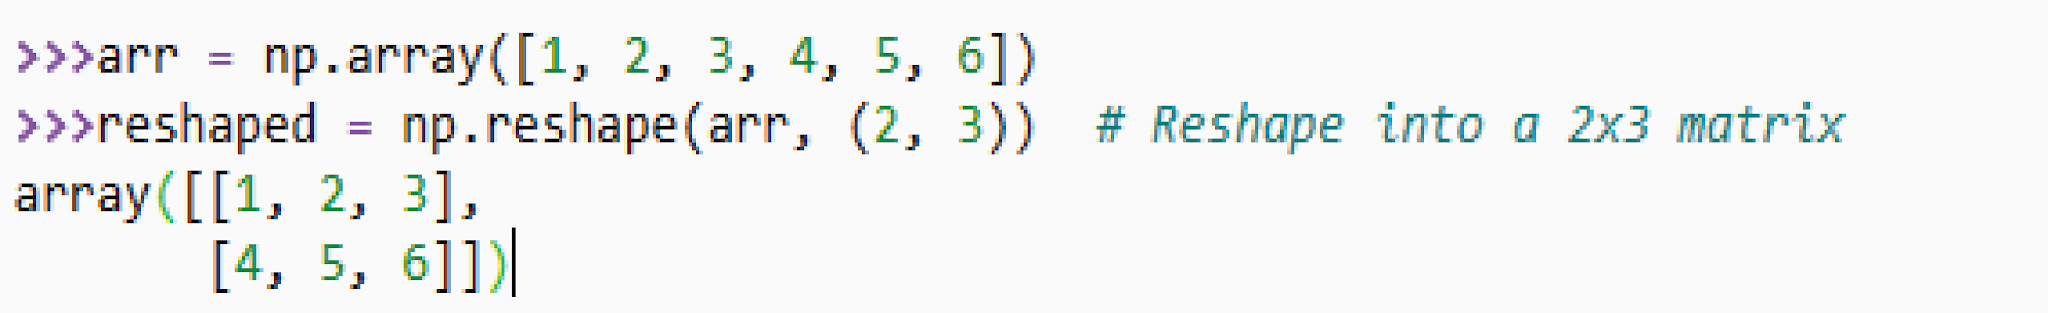 >>>arr = np.array([1, 2, 3, 4, 5, 6])
>>>reshaped = np.reshape(arr, (2, 3))  # Reshape into a 2x3 matrix
array([[1, 2, 3],
       [4, 5, 6]])